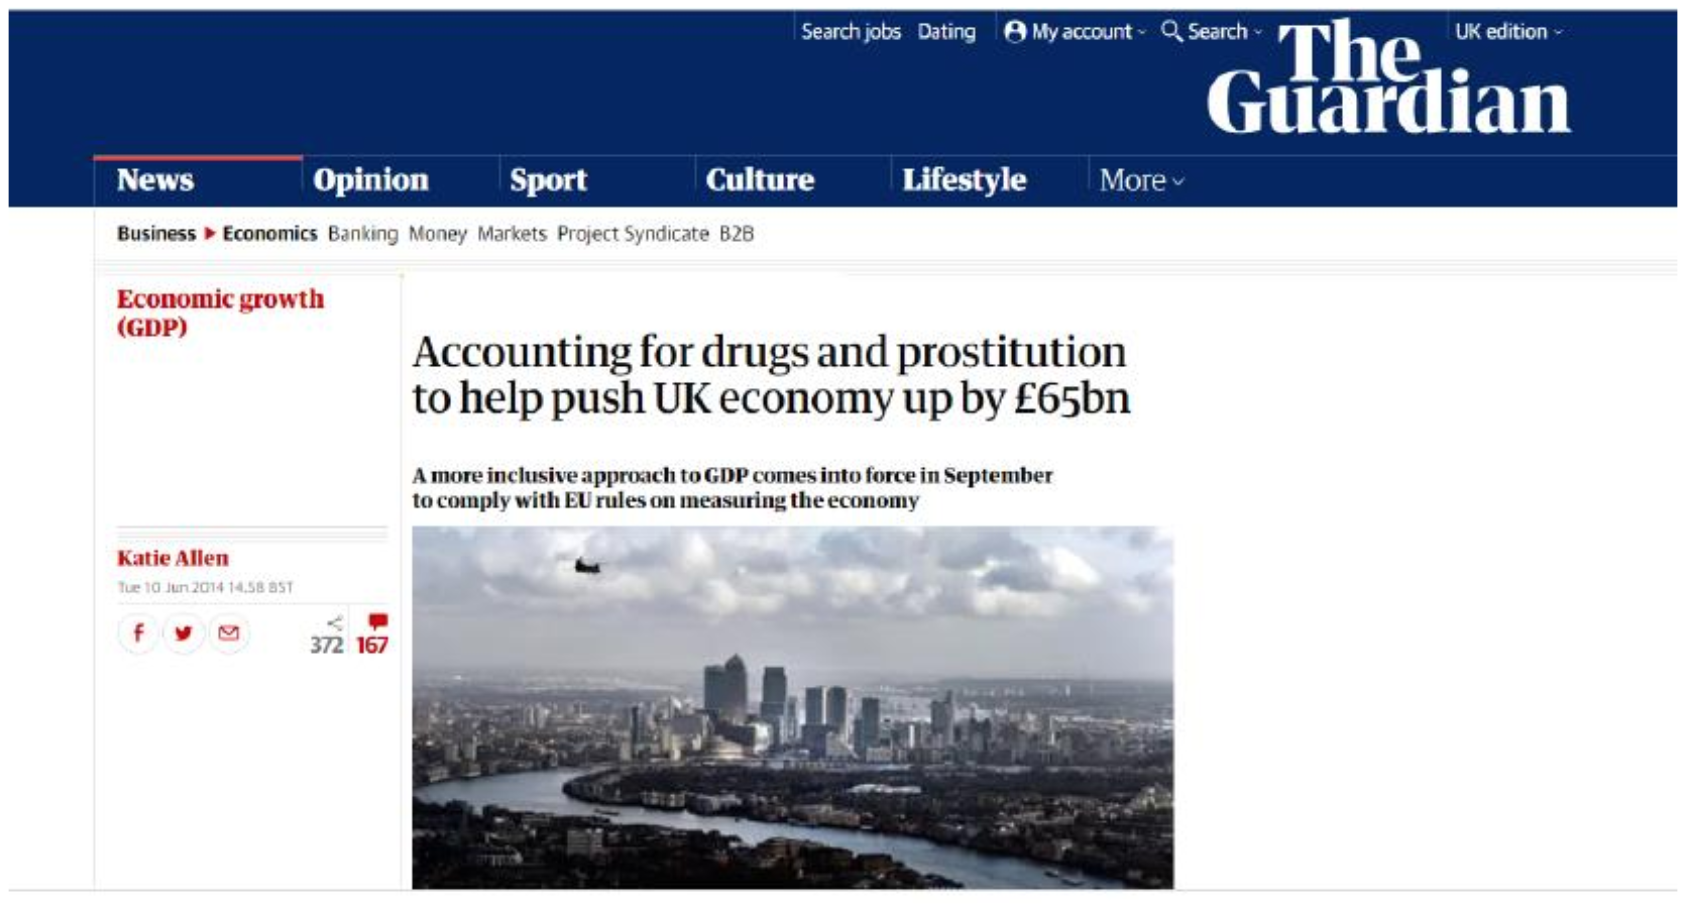 Search jobs Dating My account Search UK edition
The
Guardian
News Opinion Sport Culture Lifestyle More
Business Economics Banking Money Markets Project Syndicate B2B
Economic growth
(GDP)
Accounting for drugs and prostitution
to help push UK economy up by £65bn
A more inclusive approach to GDP comes into force in September
to comply with EU rules on measuring the economy
Katie Allen
Tue 10 Jun 2014 14.58 BST
372 167